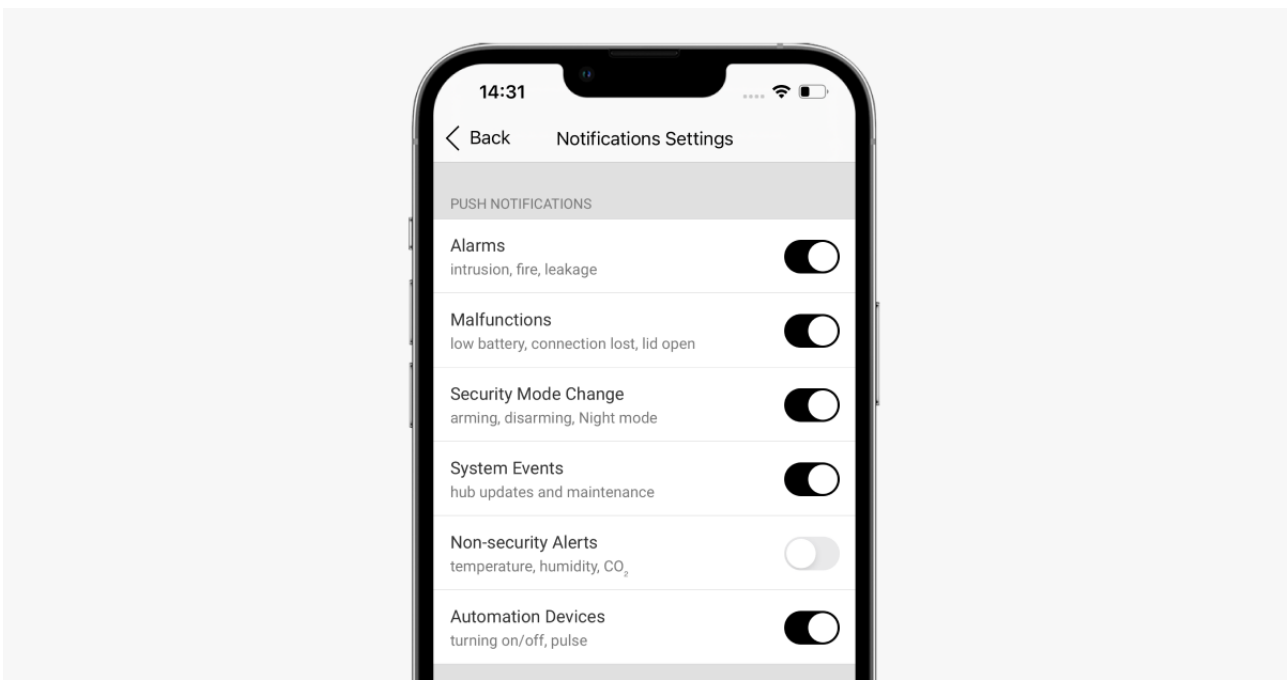 14:31
Back
Notifications Settings
PUSH NOTIFICATIONS
Alarms
intrusion, fire, leakage
Malfunctions
low battery, connection lost, lid open
Security Mode Change
arming, disarming, Night mode
System Events
hub updates and maintenance
Non-security Alerts
temperature, humidity, CO₂
Automation Devices
turning on/off, pulse